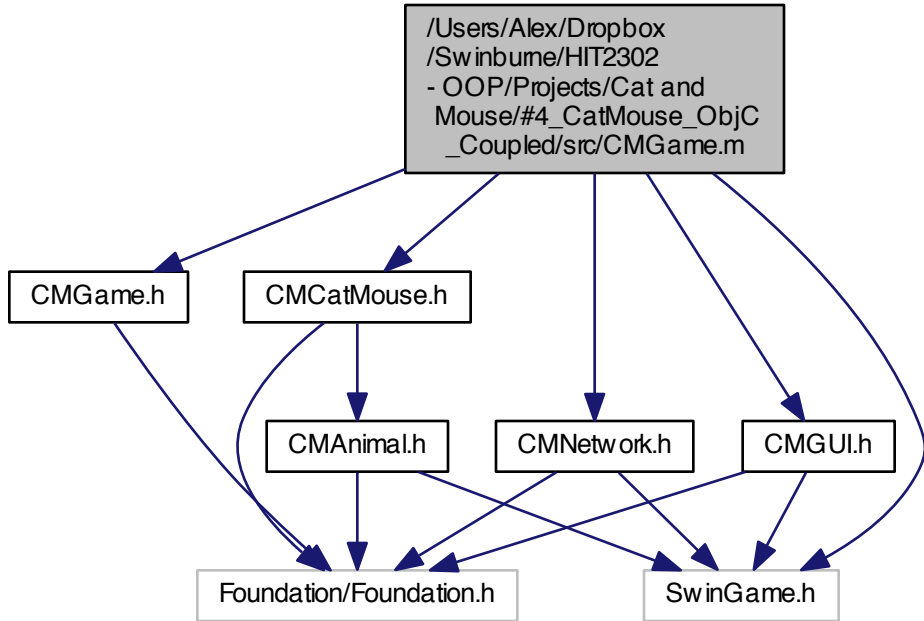 /Users/Alex/Dropbox
/Swinburne/HIT2302
- OOP/Projects/Cat and
Mouse/#4_CatMouse_ObjC
_Coupled/src/CMGame.m
CMGame.h
CMCatMouse.h
CMAnimal.h
CMNetwork.h
CMGUI.h
Foundation/Foundation.h
SwinGame.h